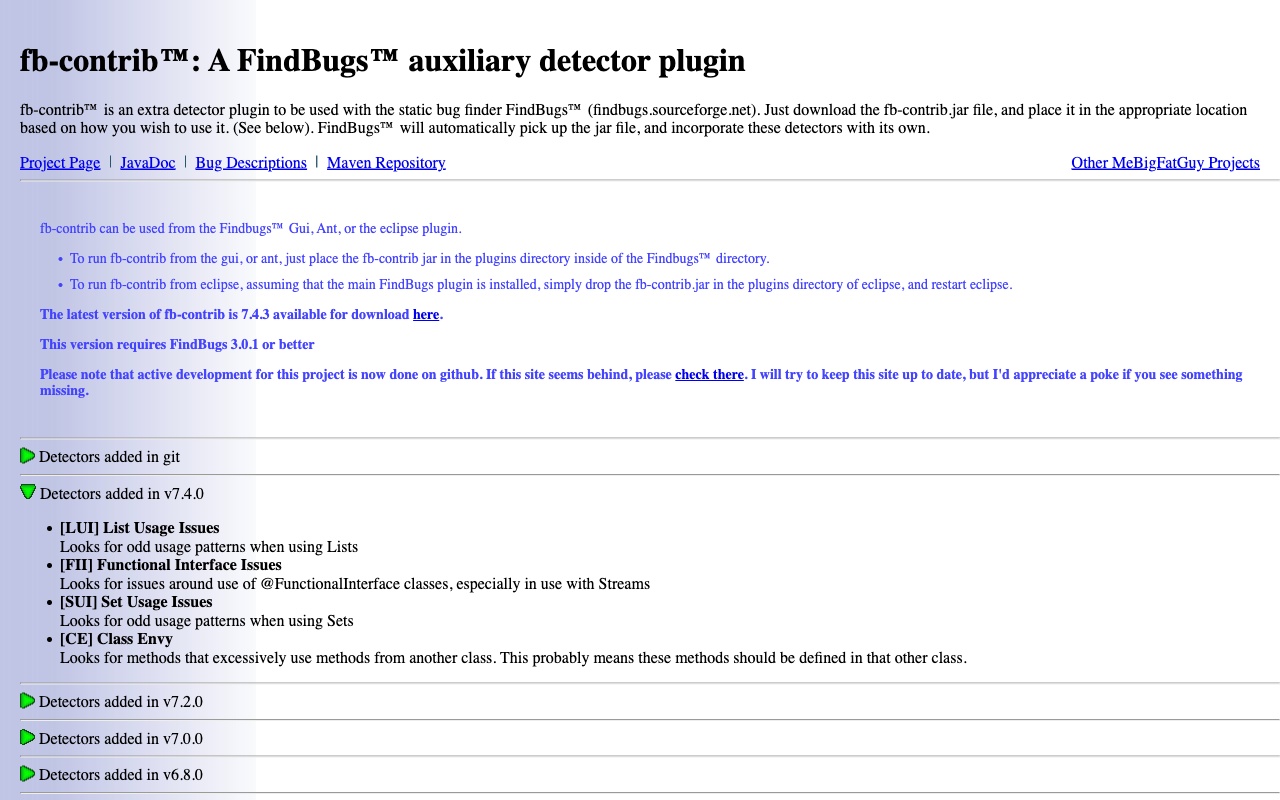 fb-contrib™: A FindBugs™ auxiliary detector plugin
fb-contrib™ is an extra detector plugin to be used with the static bug finder FindBugs™ (findbugs.sourceforge.net). Just download the fb-contrib.jar file, and place it in the appropriate location
based on how you wish to use it. (See below). FindBugs™ will automatically pick up the jar file, and incorporate these detectors with its own.
Project Page | JavaDoc | Bug Descriptions | Maven Repository Other MeBigFatGuy Projects
fb-contrib can be used from the Findbugs™ Gui, Ant, or the eclipse plugin.
• To run fb-contrib from the gui, or ant, just place the fb-contrib jar in the plugins directory inside of the Findbugs™ directory.
• To run fb-contrib from eclipse, assuming that the main FindBugs plugin is installed, simply drop the fb-contrib.jar in the plugins directory of eclipse, and restart eclipse.
The latest version of fb-contrib is 7.4.3 available for download here.
This version requires FindBugs 3.0.1 or better
Please note that active development for this project is now done on github. If this site seems behind, please check there. I will try to keep this site up to date, but I'd appreciate a poke if you see something
missing.
Detectors added in git
Detectors added in v7.4.0
• [LUI] List Usage Issues
Looks for odd usage patterns when using Lists
• [FII] Functional Interface Issues
Looks for issues around use of @FunctionalInterface classes, especially in use with Streams
• [SUI] Set Usage Issues
Looks for odd usage patterns when using Sets
• [CE] Class Envy
Looks for methods that excessively use methods from another class. This probably means these methods should be defined in that other class.
Detectors added in v7.2.0
Detectors added in v7.0.0
Detectors added in v6.8.0